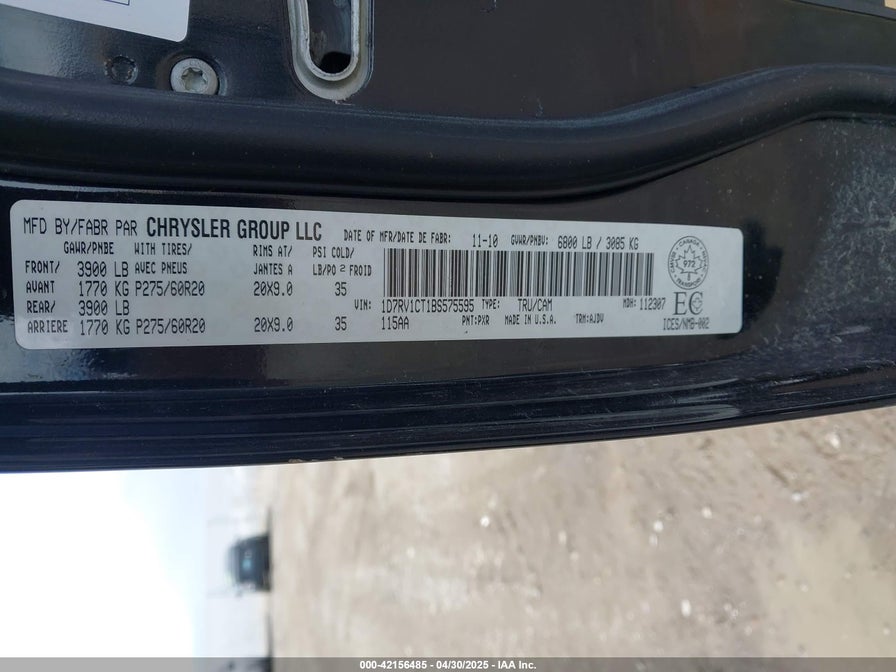 MFD BY/FABR PAR CHRYSLER GROUP LLC DATE OF MFR/DATE DE FABR: 11-10 GVWR/PNBV: 6800 LB / 3085 KG
GAWR/PNBE WITH TIRES/ RIMS AT/ PSI COLD/
FRONT/ 3900 LB AVEC PNEUS JANTES A LB/PO2 FROID
AVANT 1770 KG P275/60R20 20X9.0 35
REAR/ 3900 LB
ARRIERE 1770 KG P275/60R20 20X9.0 35
VIN: 1D7RV1CT1BS575595 TYPE: TRU/CAM MDH: 112307
115AA PNT:PXR MADE IN U.S.A. TRM:AJDV
CANADA
972
TRANSPORT
EC
ICES/NMB-002
000-42156485 - 04/30/2025 - IAA Inc.